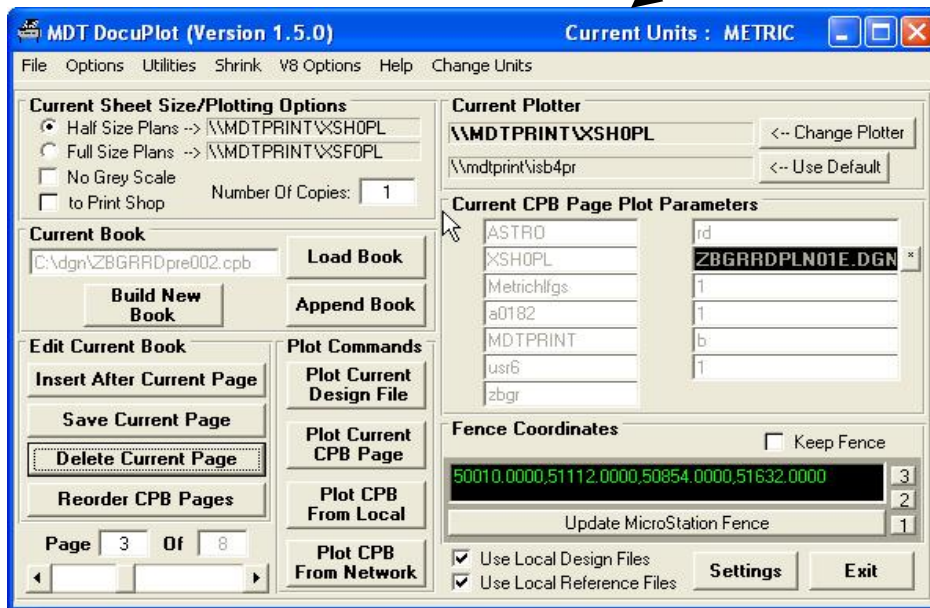 MDT DocuPlot (Version 1.5.0) Current Units : METRIC
File Options Utilities Shrink V8 Options Help Change Units
Current Sheet Size/Plotting Options
Half Size Plans --> \\MDTPRINT\XSH0PL
Full Size Plans --> \\MDTPRINT\XSF0PL
No Grey Scale
to Print Shop
Number Of Copies: 1
Current Plotter
\\MDTPRINT\XSH0PL <-- Change Plotter
\\mdtprint\isb4pr <-- Use Default
Current Book
C:\dgn\ZBGRRDpre002.cpb
Load Book
Build New
Book
Append Book
Current CPB Page Plot Parameters
ASTRO rd
XSH0PL ZBGRRDPLN01E.DGN *
Metrichlfgs 1
a0182 1
MDTPRINT b
usr6 1
zbgr
Edit Current Book
Insert After Current Page
Save Current Page
Delete Current Page
Reorder CPB Pages
Page 3 Of 8
Plot Commands
Plot Current
Design File
Plot Current
CPB Page
Plot CPB
From Local
Plot CPB
From Network
Fence Coordinates
Keep Fence
50010.0000,51112.0000,50854.0000,51632.0000
3
2
Update MicroStation Fence 1
Use Local Design Files
Use Local Reference Files
Settings Exit